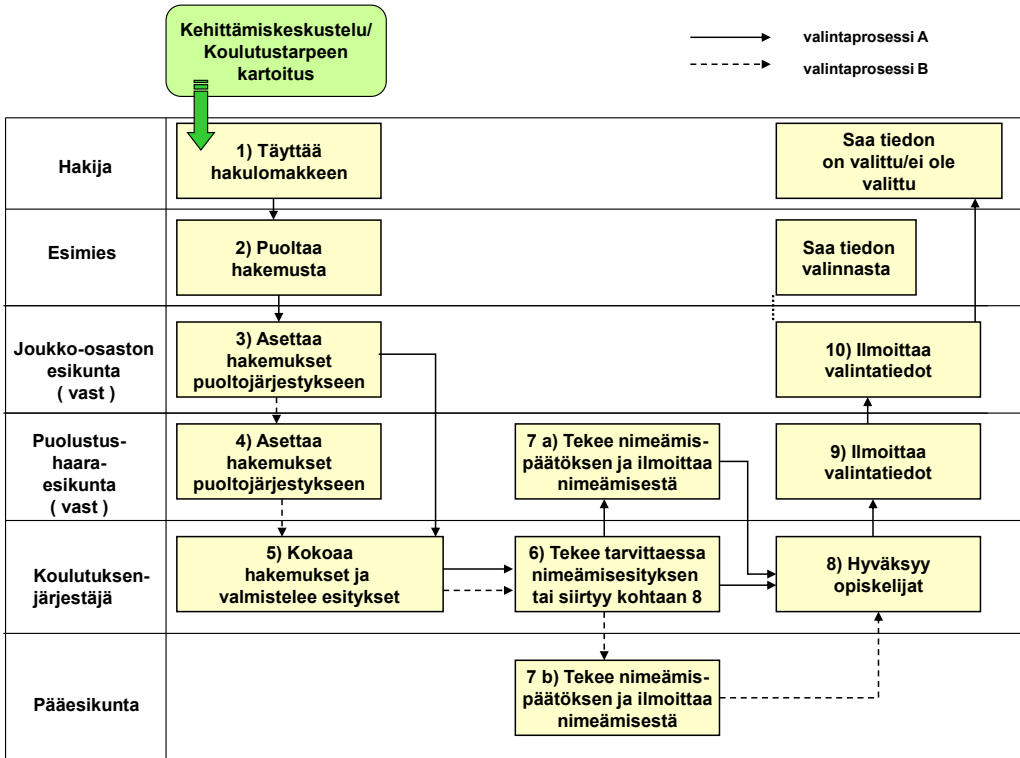 Kehittämiskeskustelu/
Koulutustarpeen
kartoitus
valintaprosessi A
valintaprosessi B
Hakija
1) Täyttää
hakulomakkeen
Saa tiedon
on valittu/ei ole
valittu
Esimies
2) Puoltaa
hakemusta
Saa tiedon
valinnasta
Joukko-osaston
esikunta
( vast )
3) Asettaa
hakemukset
puoltojärjestykseen
10) Ilmoittaa
valintatiedot
Puolustus-
haara-
esikunta
( vast )
4) Asettaa
hakemukset
puoltojärjestykseen
7 a) Tekee nimeämis-
päätöksen ja ilmoittaa
nimeämisestä
9) Ilmoittaa
valintatiedot
Koulutuksen-
järjestäjä
5) Kokoaa
hakemukset ja
valmistelee esitykset
6) Tekee tarvittaessa
nimeämisesityksen
tai siirtyy kohtaan 8
8) Hyväksyy
opiskelijat
Pääesikunta
7 b) Tekee nimeämis-
päätöksen ja ilmoittaa
nimeämisestä